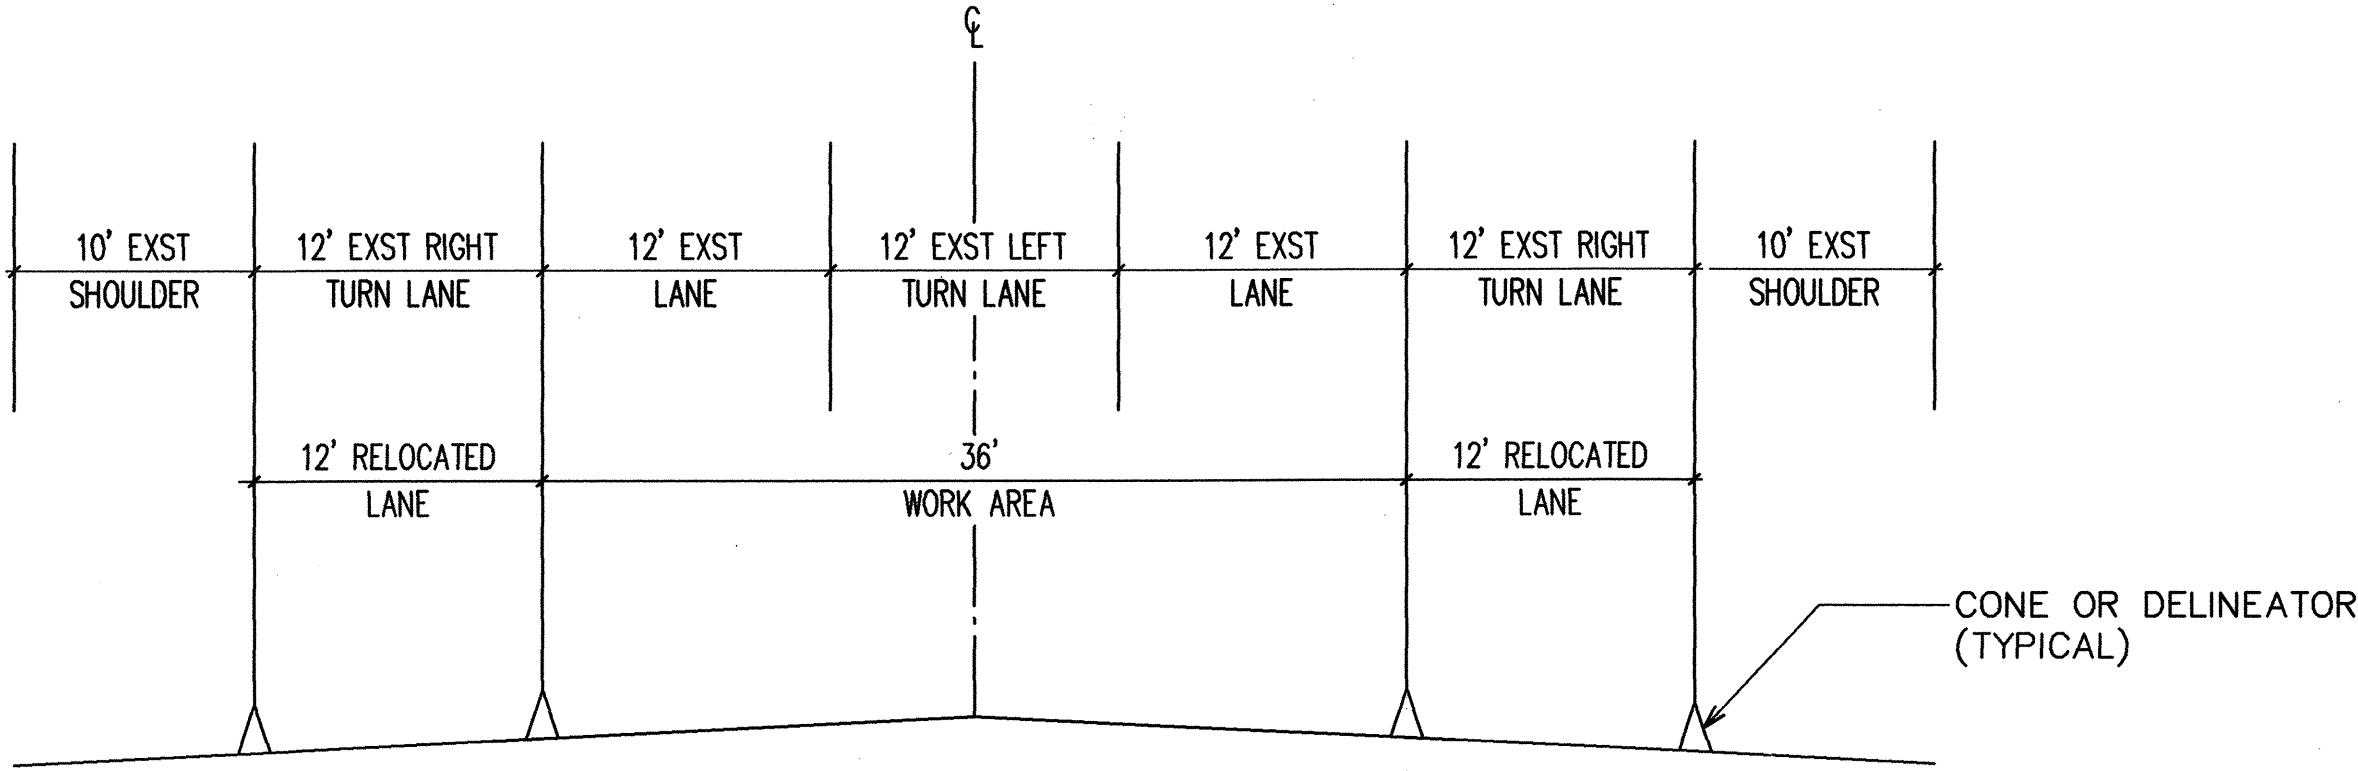 ℄
10' EXST
SHOULDER
12' EXST RIGHT
TURN LANE
12' EXST
LANE
12' EXST LEFT
TURN LANE
12' EXST
LANE
12' EXST RIGHT
TURN LANE
10' EXST
SHOULDER
12' RELOCATED
LANE
36'
WORK AREA
12' RELOCATED
LANE
CONE OR DELINEATOR
(TYPICAL)